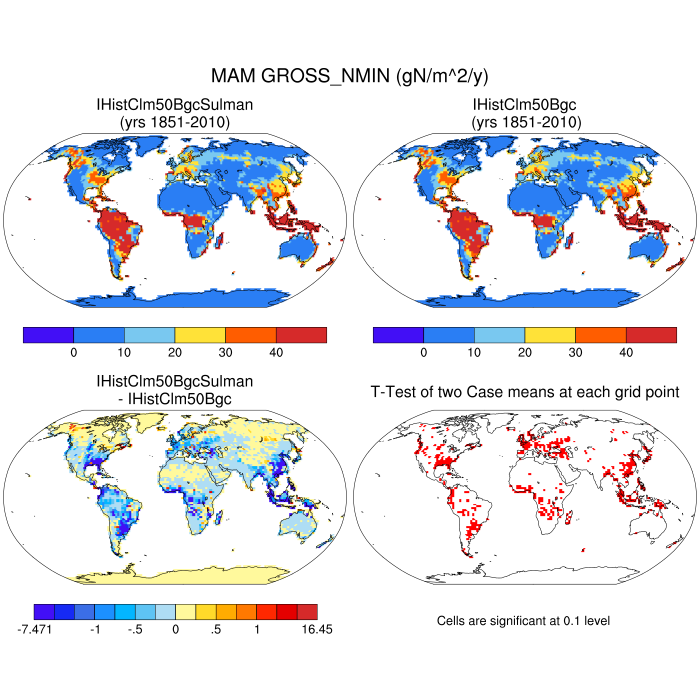 MAM GROSS_NMIN (gN/m^2/y)
IHistClm50BgcSulman
(yrs 1851-2010)
IHistClm50Bgc
(yrs 1851-2010)
0 10 20 30 40
0 10 20 30 40
IHistClm50BgcSulman
- IHistClm50Bgc
T-Test of two Case means at each grid point
-7.471 -1 -.5 0 .5 1 16.45
Cells are significant at 0.1 level